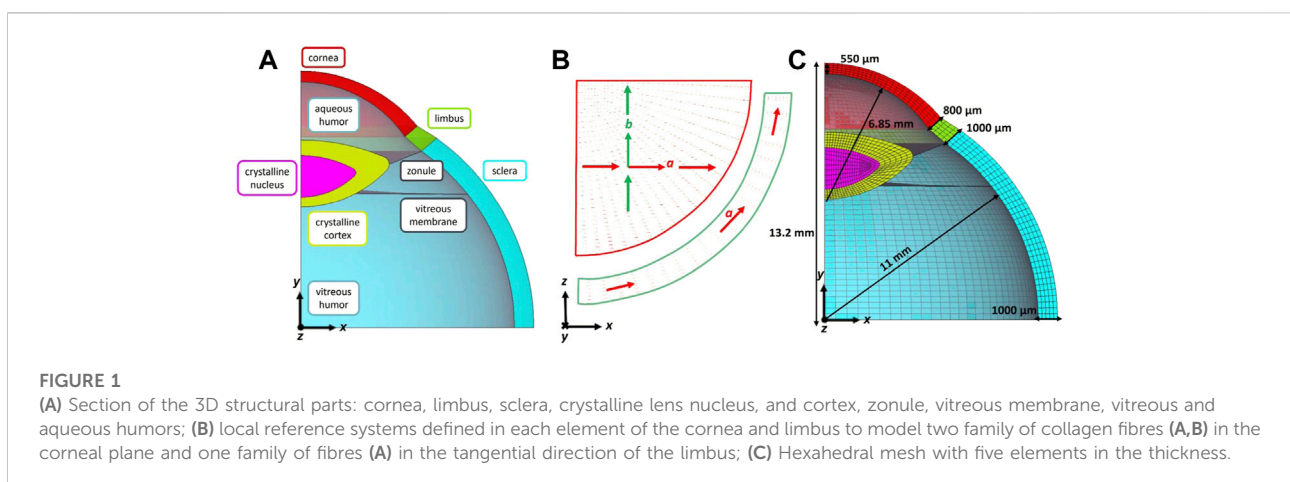 A
cornea
aqueous
humor
limbus
crystalline
nucleus
zonule
sclera
crystalline
cortex
vitreous
membrane
vitreous
humor
y
z
x
B
b
a
a
z
y
x
C
550 µm
800 µm
1000 µm
6.85 mm
13.2 mm
11 mm
y
z
x
1000 µm
FIGURE 1
(A) Section of the 3D structural parts: cornea, limbus, sclera, crystalline lens nucleus, and cortex, zonule, vitreous membrane, vitreous and
aqueous humors; (B) local reference systems defined in each element of the cornea and limbus to model two family of collagen fibres (A,B) in the
corneal plane and one family of fibres (A) in the tangential direction of the limbus; (C) Hexahedral mesh with five elements in the thickness.